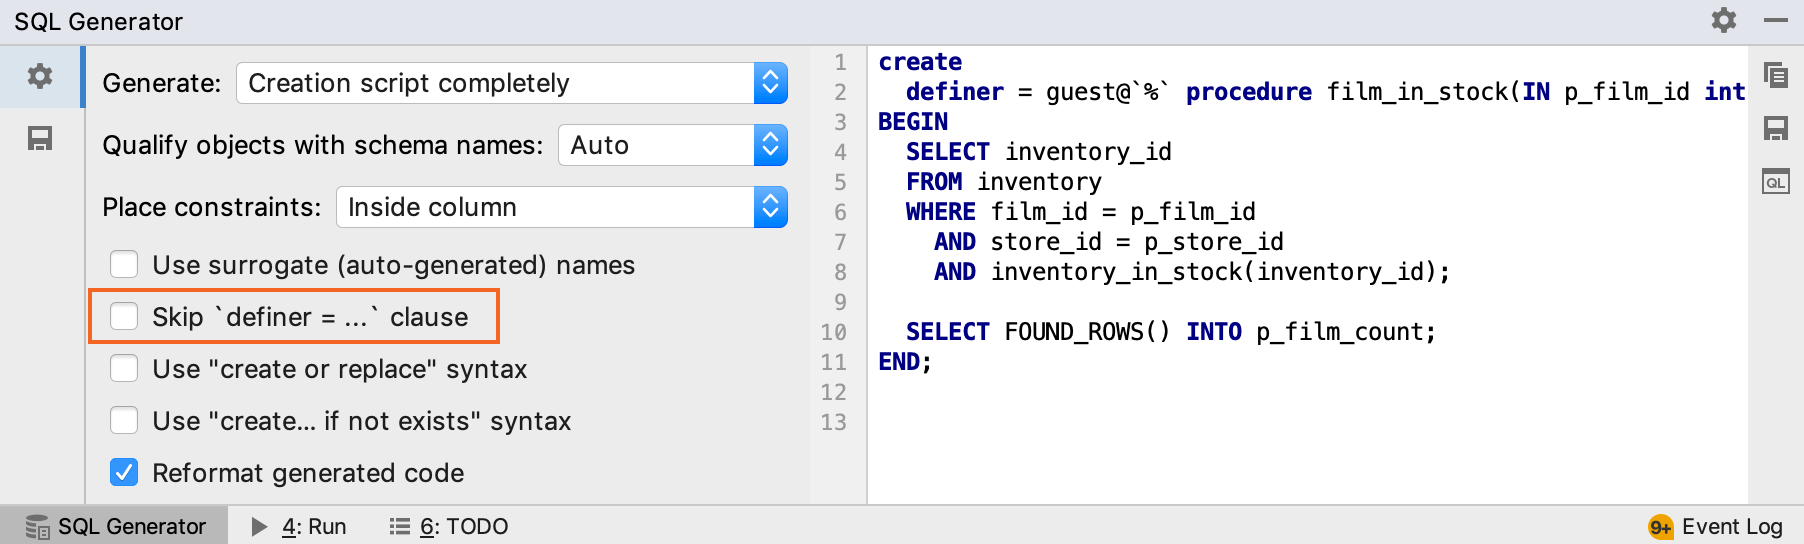 SQL Generator
Generate: Creation script completely
Qualify objects with schema names: Auto
Place constraints: Inside column
Use surrogate (auto-generated) names
Skip `definer = ...` clause
Use "create or replace" syntax
Use "create... if not exists" syntax
Reformat generated code
1 create
2 definer = guest@`%` procedure film_in_stock(IN p_film_id int
3 BEGIN
4 SELECT inventory_id
5 FROM inventory
6 WHERE film_id = p_film_id
7 AND store_id = p_store_id
8 AND inventory_in_stock(inventory_id);
9
10 SELECT FOUND_ROWS() INTO p_film_count;
11 END;
12
13
QL
SQL Generator 4: Run 6: TODO 9+ Event Log